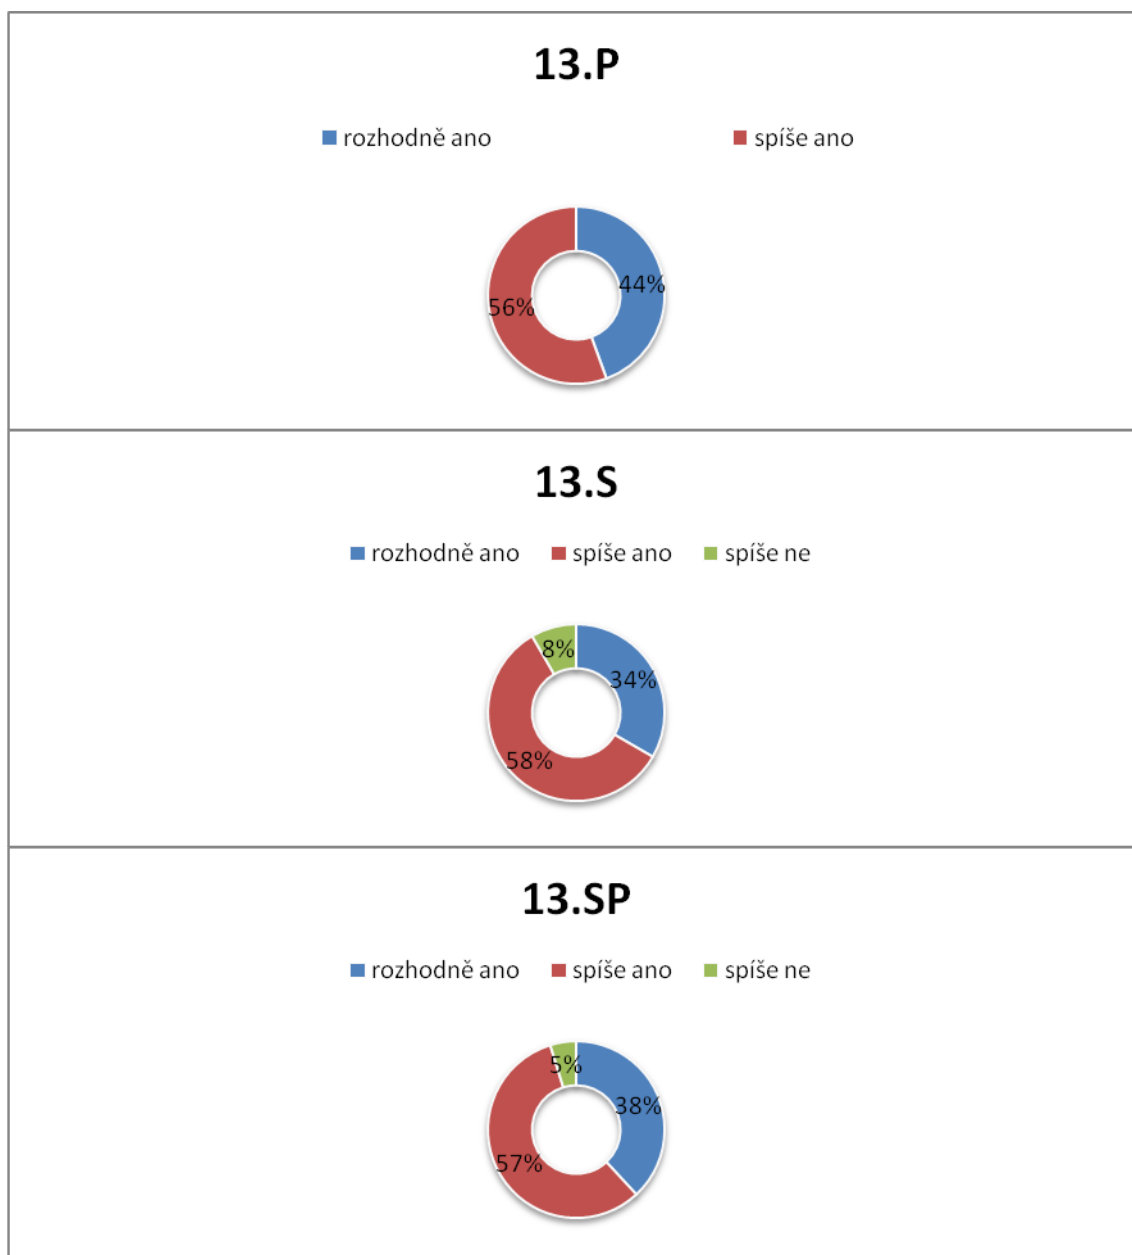 13.P
rozhodně ano spíše ano
44%
56%
13.S
rozhodně ano spíše ano spíše ne
8%
34%
58%
13.SP
rozhodně ano spíše ano spíše ne
5%
38%
57%